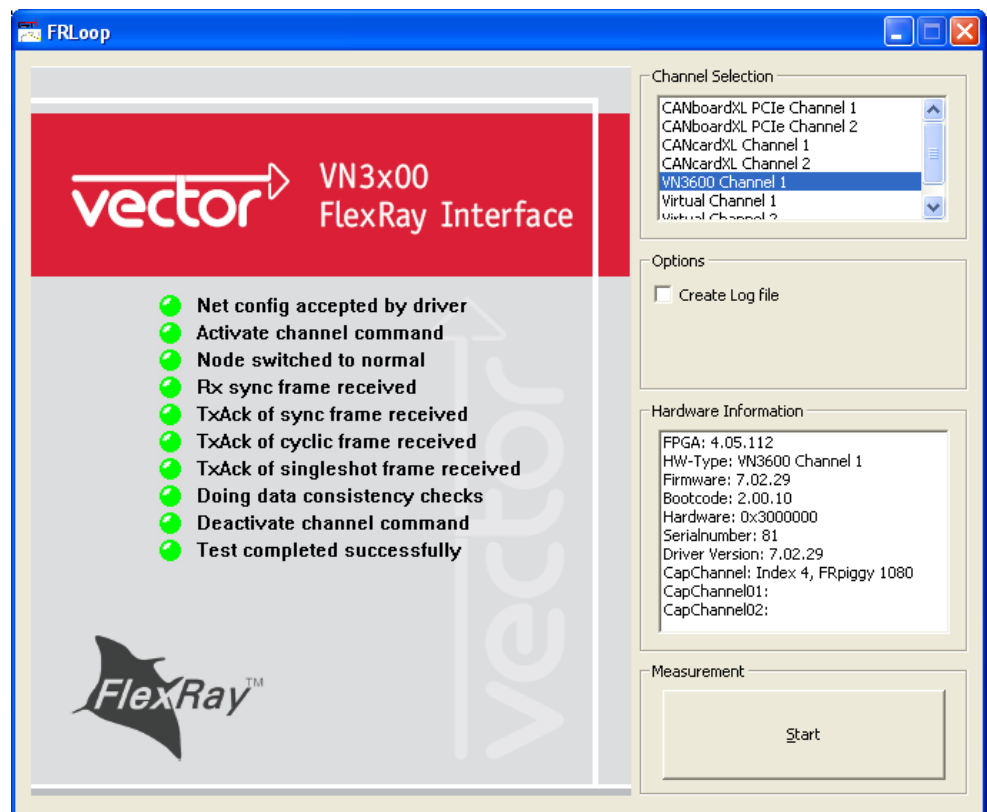 FRLoop
vector
VN3x00
FlexRay Interface
Net config accepted by driver
Activate channel command
Node switched to normal
Rx sync frame received
TxAck of sync frame received
TxAck of cyclic frame received
TxAck of singleshot frame received
Doing data consistency checks
Deactivate channel command
Test completed successfully
vector
FlexRay™
Channel Selection
CANboardXL PCIe Channel 1
CANboardXL PCIe Channel 2
CANcardXL Channel 1
CANcardXL Channel 2
VN3600 Channel 1
Virtual Channel 1
Virtual Channel 2
Options
Create Log file
Hardware Information
FPGA: 4.05.112
HW-Type: VN3600 Channel 1
Firmware: 7.02.29
Bootcode: 2.00.10
Hardware: 0x3000000
Serialnumber: 81
Driver Version: 7.02.29
CapChannel: Index 4, FRpiggy 1080
CapChannel01:
CapChannel02:
Measurement
Start